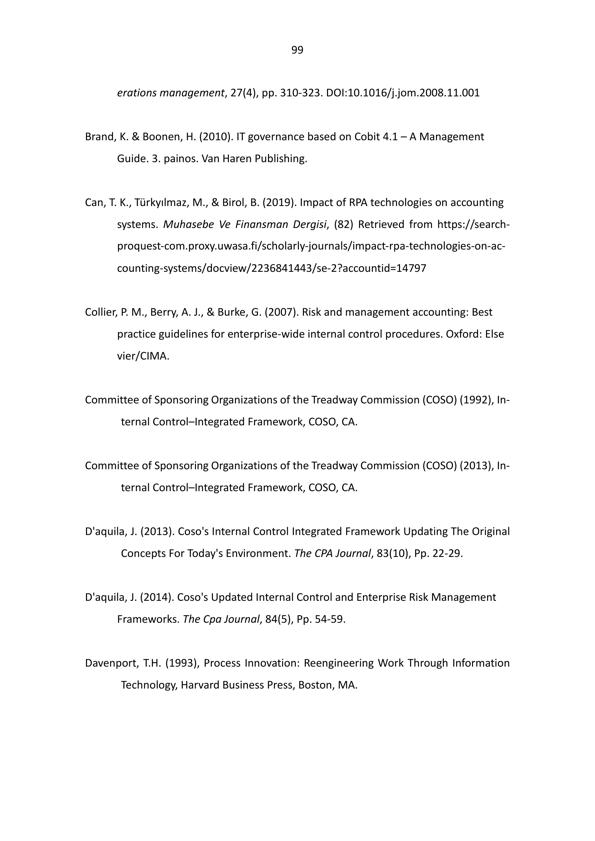 99
erations management, 27(4), pp. 310-323. DOI:10.1016/j.jom.2008.11.001
Brand, K. & Boonen, H. (2010). IT governance based on Cobit 4.1 – A Management
Guide. 3. painos. Van Haren Publishing.
Can, T. K., Türkyılmaz, M., & Birol, B. (2019). Impact of RPA technologies on accounting
systems. Muhasebe Ve Finansman Dergisi, (82) Retrieved from https://search-
proquest-com.proxy.uwasa.fi/scholarly-journals/impact-rpa-technologies-on-ac-
counting-systems/docview/2236841443/se-2?accountid=14797
Collier, P. M., Berry, A. J., & Burke, G. (2007). Risk and management accounting: Best
practice guidelines for enterprise-wide internal control procedures. Oxford: Else
vier/CIMA.
Committee of Sponsoring Organizations of the Treadway Commission (COSO) (1992), In-
ternal Control–Integrated Framework, COSO, CA.
Committee of Sponsoring Organizations of the Treadway Commission (COSO) (2013), In-
ternal Control–Integrated Framework, COSO, CA.
D'aquila, J. (2013). Coso's Internal Control Integrated Framework Updating The Original
Concepts For Today's Environment. The CPA Journal, 83(10), Pp. 22-29.
D'aquila, J. (2014). Coso's Updated Internal Control and Enterprise Risk Management
Frameworks. The Cpa Journal, 84(5), Pp. 54-59.
Davenport, T.H. (1993), Process Innovation: Reengineering Work Through Information
Technology, Harvard Business Press, Boston, MA.